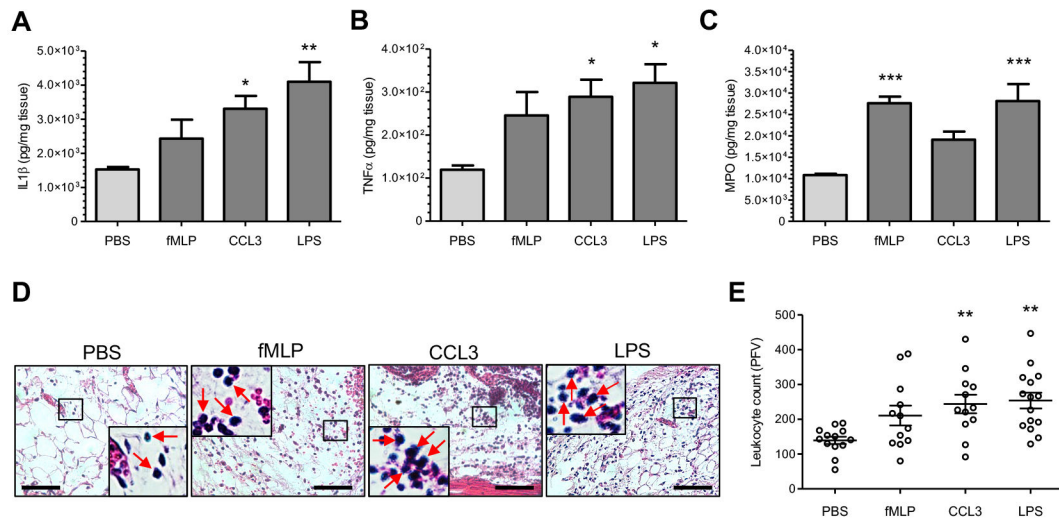 A
IL1β (pg/mg tissue)
5.0×10³
4.0×10³
3.0×10³
2.0×10³
1.0×10³
0
*
**
PBS fMLP CCL3 LPS
B
TNFα (pg/mg tissue)
4.0×10²
3.0×10²
2.0×10²
1.0×10²
0
*
*
PBS fMLP CCL3 LPS
C
MPO (pg/mg tissue)
4.0×10⁴
3.5×10⁴
3.0×10⁴
2.5×10⁴
2.0×10⁴
1.5×10⁴
1.0×10⁴
5.0×10³
0
***
***
PBS fMLP CCL3 LPS
D
PBS fMLP CCL3 LPS
E
Leukocyte count (PFV)
500
400
300
200
100
0
**
**
PBS fMLP CCL3 LPS